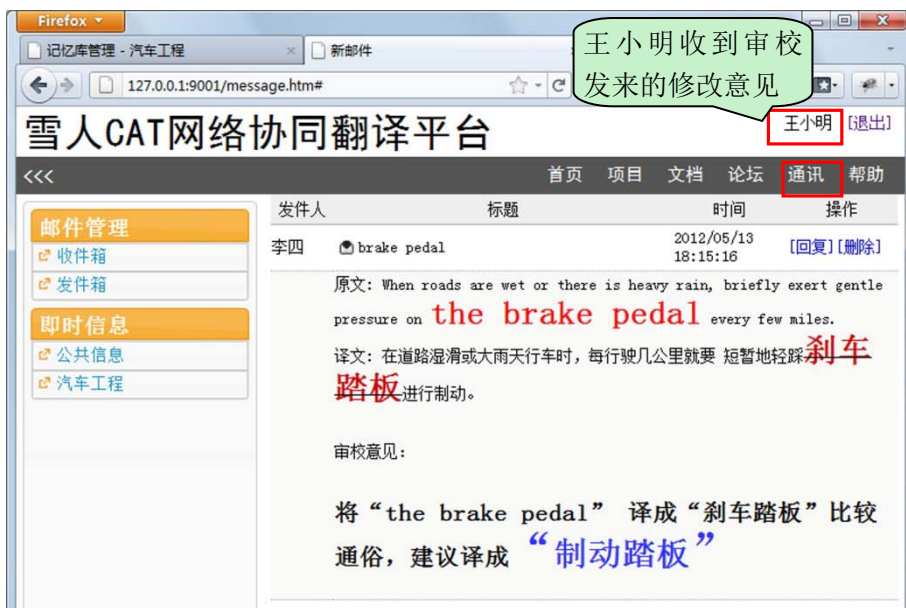 Firefox
记忆库管理 - 汽车工程 ×
新邮件
127.0.0.1:9001/message.htm#
王小明收到审校
发来的修改意见
雪人CAT网络协同翻译平台
王小明 [退出]
<<<
首页 项目 文档 论坛 通讯 帮助
邮件管理
收件箱
发件箱
即时信息
公共信息
汽车工程
发件人 标题 时间 操作
李四 brake pedal 2012/05/13 [回复] [删除]
18:15:16
原文: When roads are wet or there is heavy rain, briefly exert gentle
pressure on the brake pedal every few miles.
译文: 在道路湿滑或大雨天行车时，每行驶几公里就要 短暂地轻踩刹车
踏板进行制动。
审校意见:
将“the brake pedal” 译成“刹车踏板”比较
通俗，建议译成 “制动踏板”